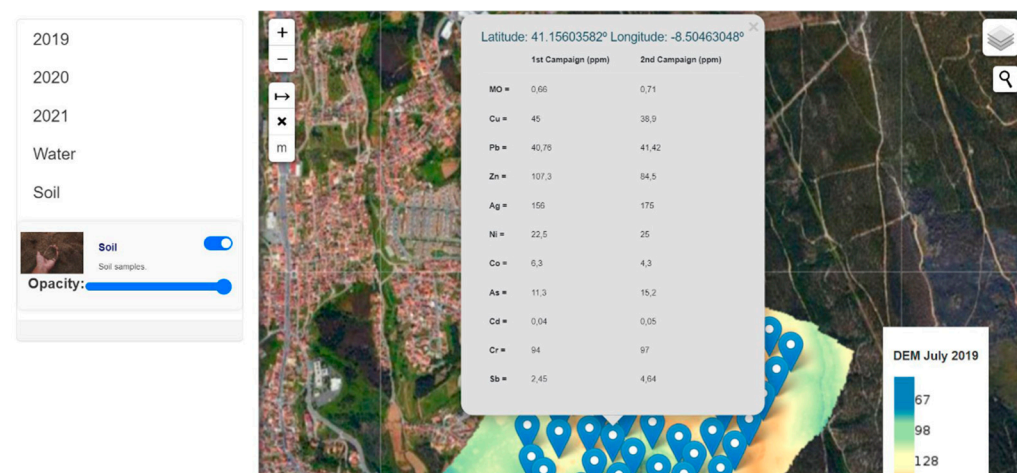 2019
2020
2021
Water
Soil
Soil
Soil samples.
Opacity:
+
−
↦
×
m
×
Latitude: 41.15603582º Longitude: -8.50463048º
1st Campaign (ppm) 2nd Campaign (ppm)
MO = 0,66 0,71
Cu = 45 38,9
Pb = 40,76 41,42
Zn = 107,3 84,5
Ag = 156 175
Ni = 22,5 25
Co = 6,3 4,3
As = 11,3 15,2
Cd = 0,04 0,05
Cr = 94 97
Sb = 2,45 4,64
DEM July 2019
67
98
128